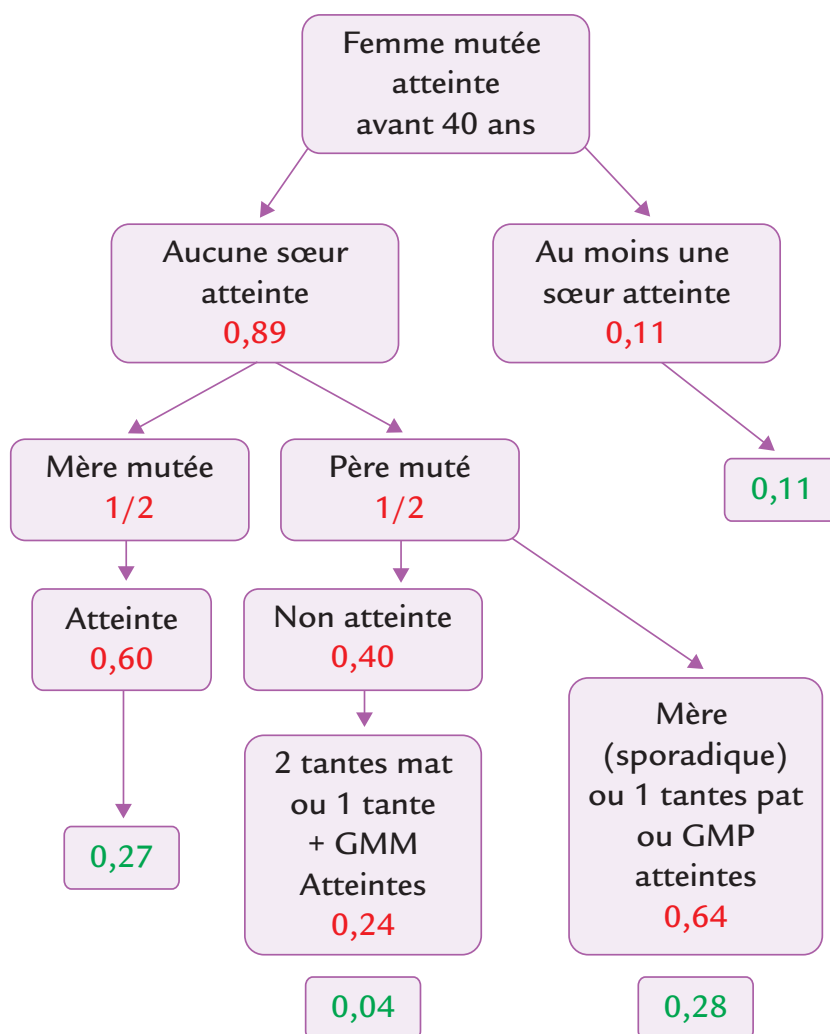 Femme mutée
atteinte
avant 40 ans
Aucune sœur
atteinte
0,89
Au moins une
sœur atteinte
0,11
Mère mutée
1/2
Père muté
1/2
0,11
Atteinte
0,60
Non atteinte
0,40
Mère
(sporadique)
ou 1 tantes pat
ou GMP
atteintes
0,64
2 tantes mat
ou 1 tante
+ GMM
Atteintes
0,24
0,27
0,04
0,28